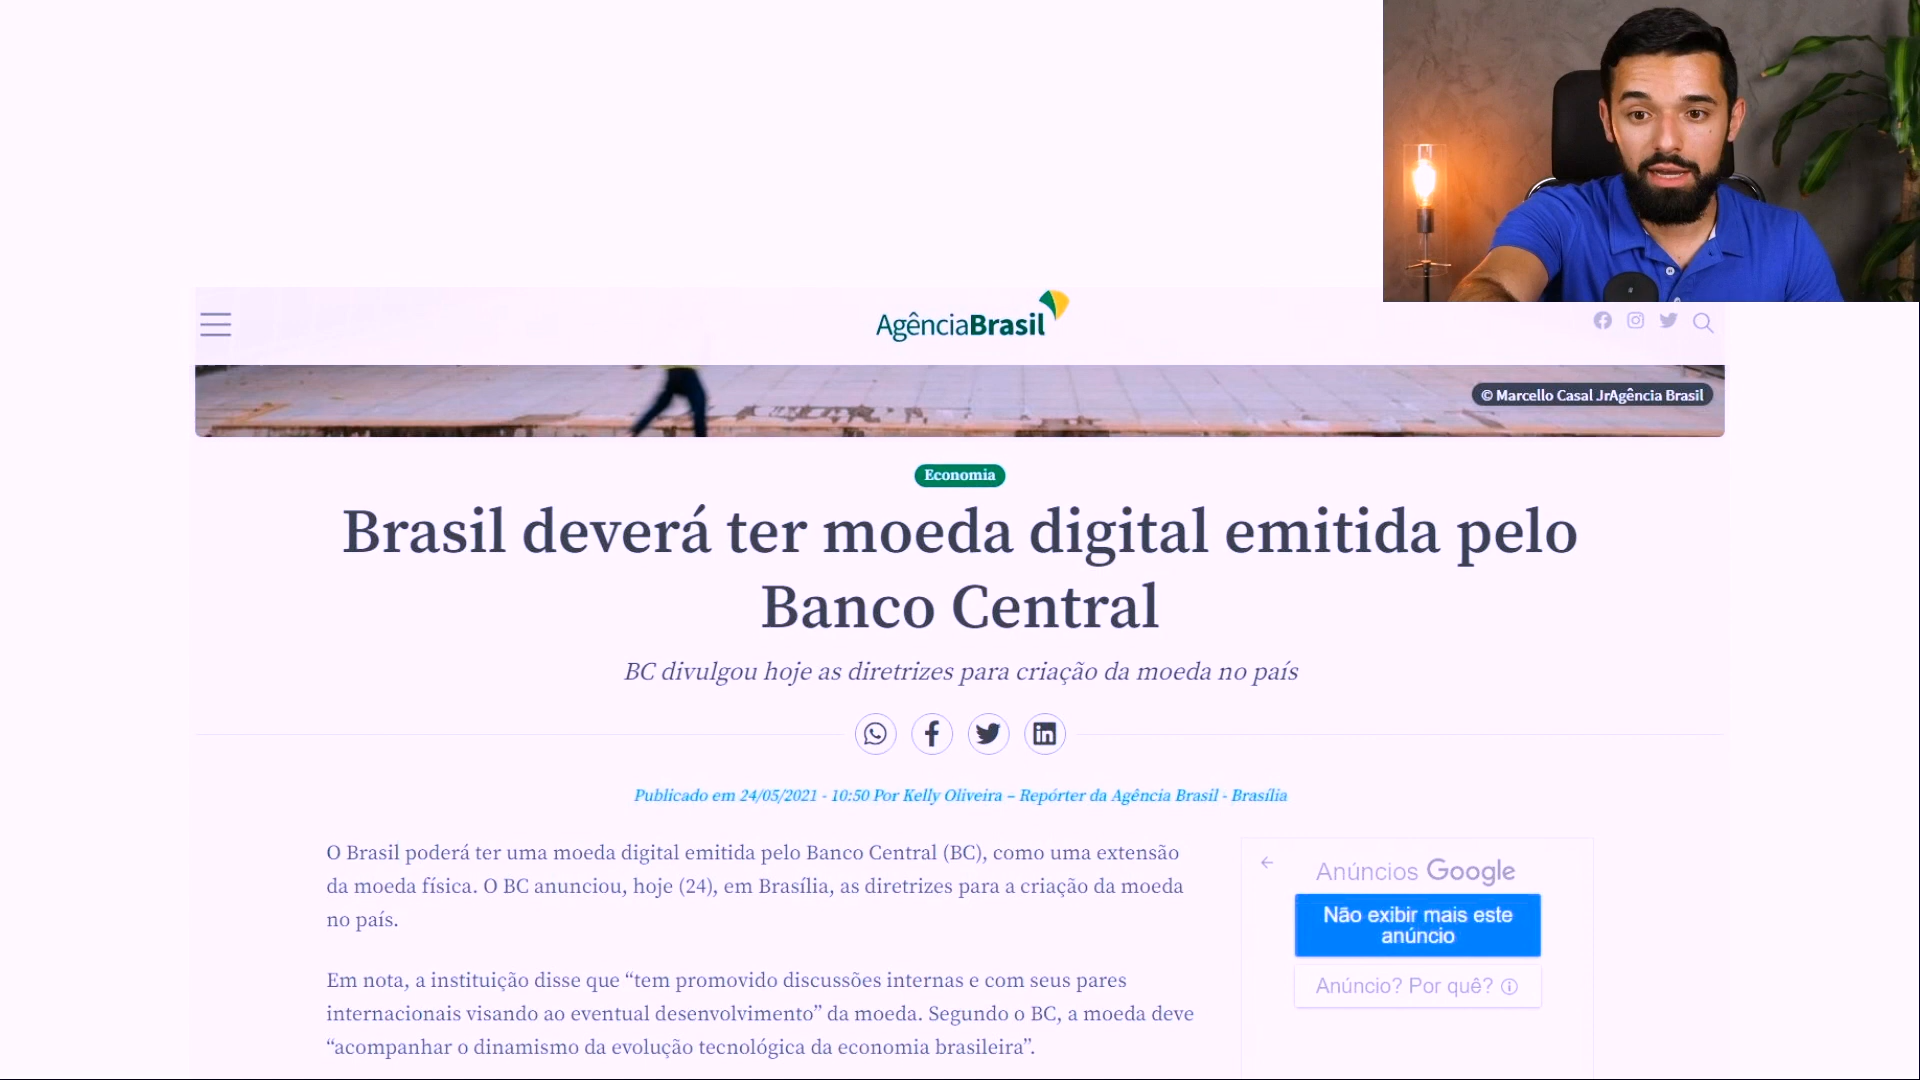 AgênciaBrasil
© Marcello Casal JrAgência Brasil
Economia
Brasil deverá ter moeda digital emitida pelo
Banco Central
BC divulgou hoje as diretrizes para criação da moeda no país
Publicado em 24/05/2021 - 10:50 Por Kelly Oliveira – Repórter da Agência Brasil - Brasília
O Brasil poderá ter uma moeda digital emitida pelo Banco Central (BC), como uma extensão
da moeda física. O BC anunciou, hoje (24), em Brasília, as diretrizes para a criação da moeda
no país.
Em nota, a instituição disse que “tem promovido discussões internas e com seus pares
internacionais visando ao eventual desenvolvimento” da moeda. Segundo o BC, a moeda deve
“acompanhar o dinamismo da evolução tecnológica da economia brasileira”.
Anúncios Google
Não exibir mais este
anúncio
Anúncio? Por quê?